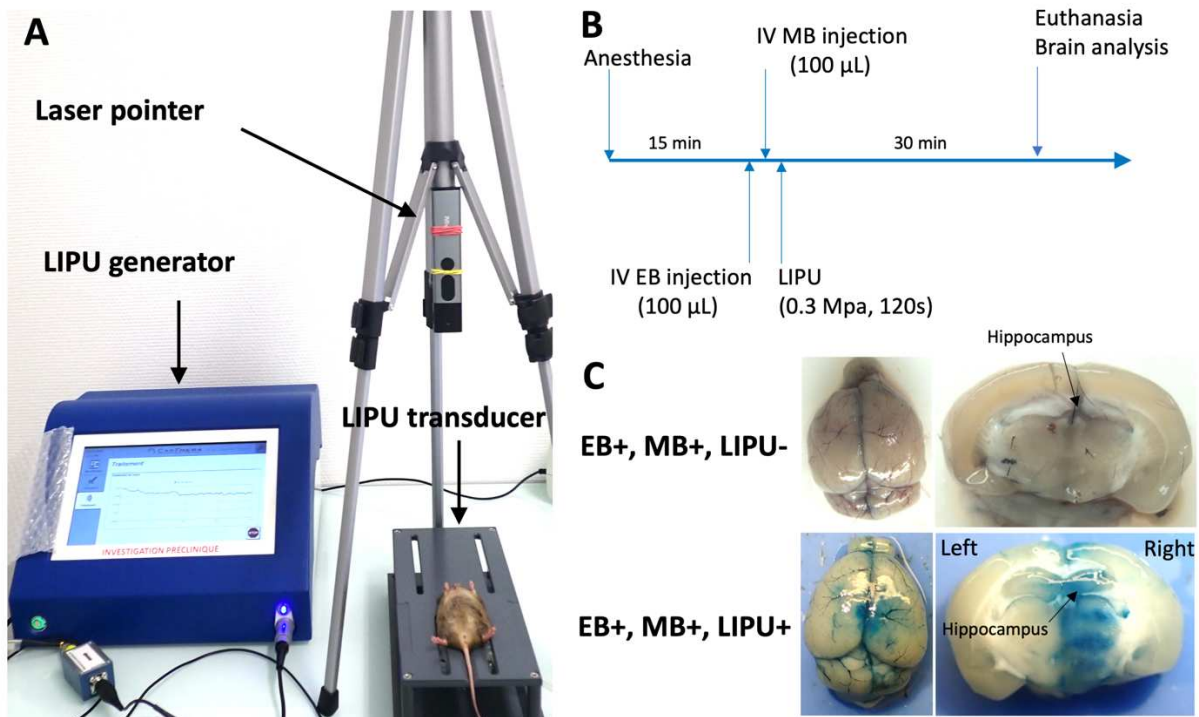 A
Laser pointer
LIPU generator
LIPU transducer
Traitement
INVESTIGATION PRECLINIQUE
B
Anesthesia
IV MB injection
(100 µL)
Euthanasia
Brain analysis
15 min
30 min
IV EB injection
(100 µL)
LIPU
(0.3 Mpa, 120s)
C
Hippocampus
EB+, MB+, LIPU-
EB+, MB+, LIPU+
Left
Right
Hippocampus